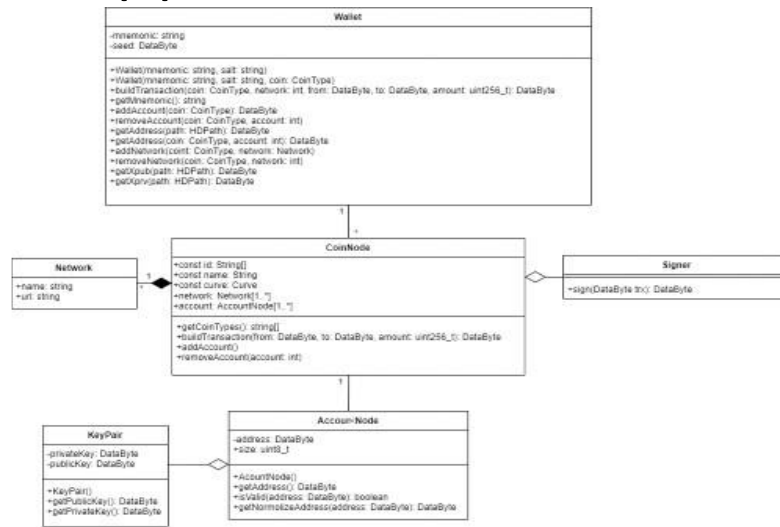 Wallet
-mnemonic: string
-seed: DataByte
+Wallet(mnemonic: string, salt: string)
+Wallet(mnemonic: string, salt: string, coin: CoinType)
+buildTransaction(coin: CoinType, network: int, from: DataByte, to: DataByte, amount: uint256_t): DataByte
+getMnemonic(): string
+addAccount(coin: CoinType): DataByte
+removeAccount(coin: CoinType, account: int)
+getAddress(path: HDPath): DataByte
+getAddress(coin: CoinType, account: int): DataByte
+addNetwork(coint: CoinType, network: Network)
+removeNetwork(coin: CoinType, network: int)
+getXpub(path: HDPath): DataByte
+getXprv(path: HDPath): DataByte
1
*
CoinNode
+const id: String[]
+const name: String
+const curve: Curve
+network: Network[1, *]
+account: AccountNode[1, *]
+getCoinTypes(): string[]
+buildTransaction(from: DataByte, to: DataByte, amount: uint256_t): DataByte
+addAccount()
+removeAccount(account: int)
Network
+name: string
+url: string
1
*
Signer
+sign(DataByte trx): DataByte
1
AccountNode
-address: DataByte
+size: uint8_t
+AcountNode()
+getAddress(): DataByte
+isValid(address: DataByte): boolean
+getNormolizeAddress(address: DataByte): DataByte
KeyPair
-privateKey: DataByte
-publicKey: DataByte
+KeyPair()
+getPublicKey(): DataByte
+getPrivateKey(): DataByte